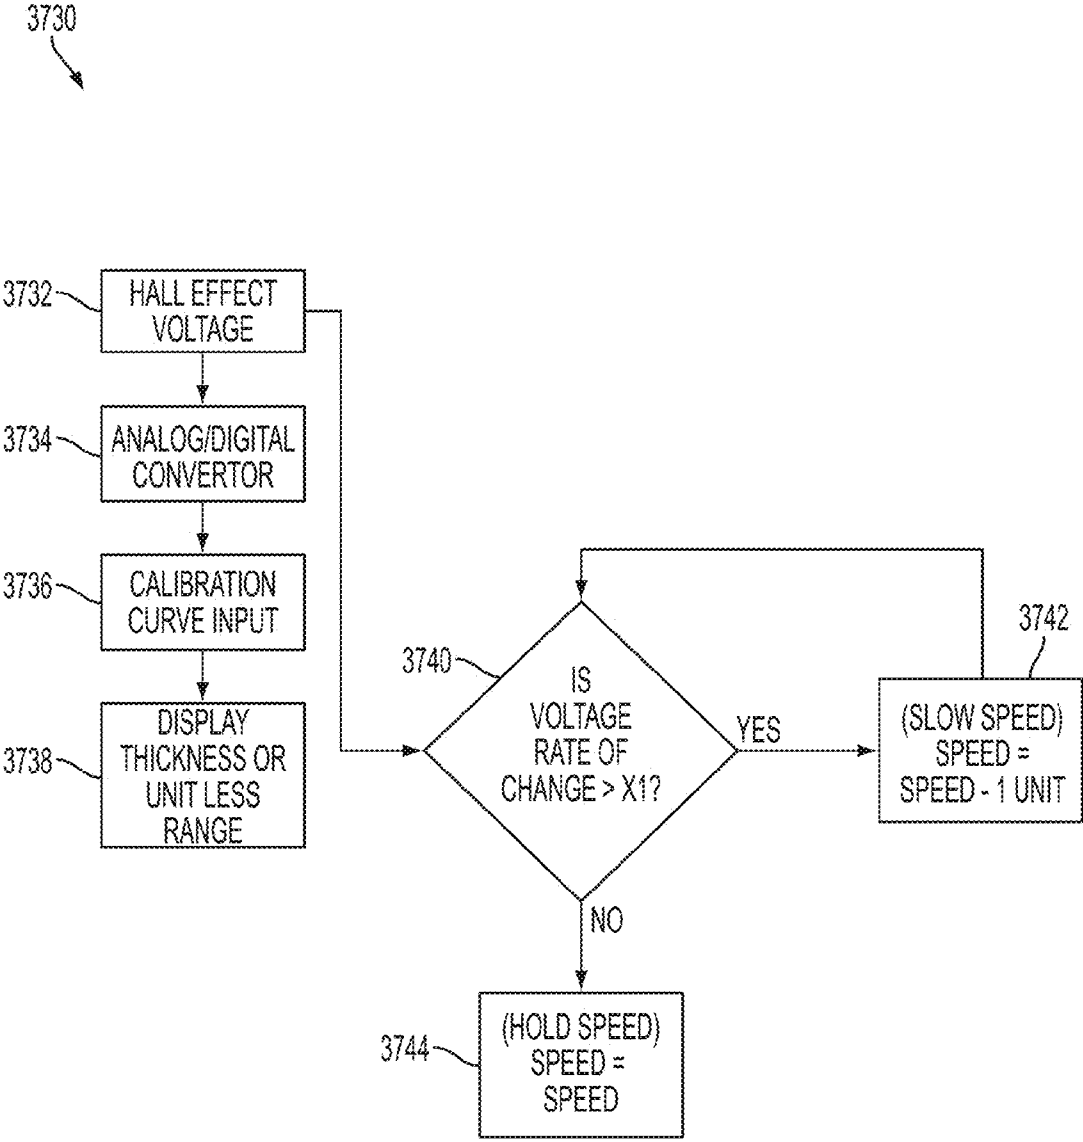 3730
3732
HALL EFFECT
VOLTAGE
3734
ANALOG/DIGITAL
CONVERTOR
3736
CALIBRATION
CURVE INPUT
3738
DISPLAY
THICKNESS OR
UNIT LESS
RANGE
3740
IS
VOLTAGE
RATE OF
CHANGE > X1?
YES
3742
(SLOW SPEED)
SPEED =
SPEED - 1 UNIT
NO
3744
(HOLD SPEED)
SPEED =
SPEED